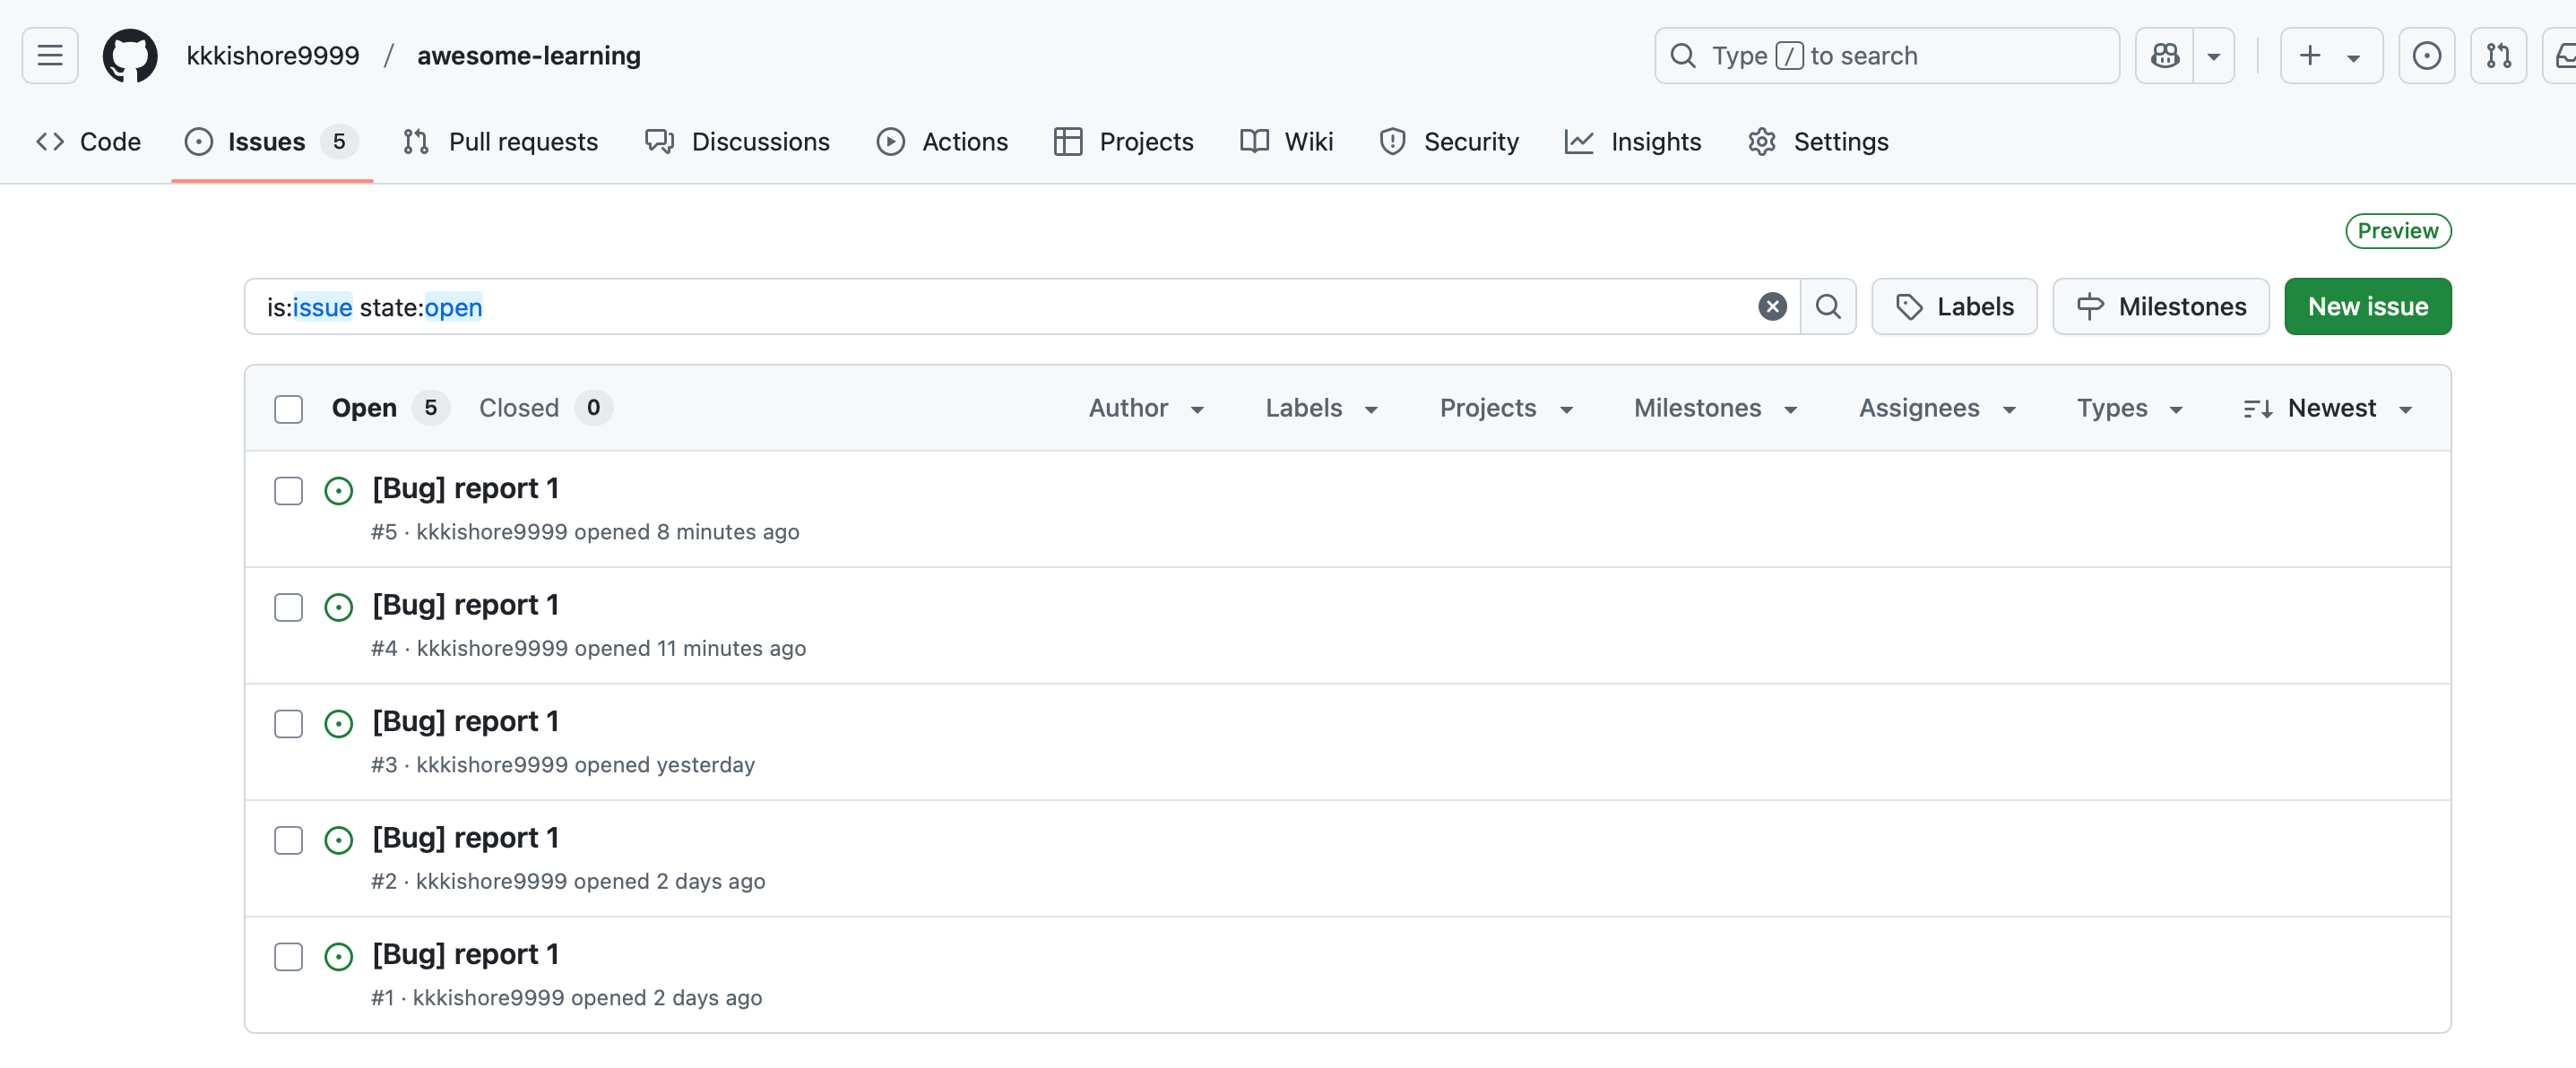 kkkishore9999 / awesome-learning Type / to search
Code Issues 5 Pull requests Discussions Actions Projects Wiki Security Insights Settings
Preview
is:issue state:open Labels Milestones New issue
Open 5 Closed 0 Author Labels Projects Milestones Assignees Types Newest
[Bug] report 1
#5 · kkkishore9999 opened 8 minutes ago
[Bug] report 1
#4 · kkkishore9999 opened 11 minutes ago
[Bug] report 1
#3 · kkkishore9999 opened yesterday
[Bug] report 1
#2 · kkkishore9999 opened 2 days ago
[Bug] report 1
#1 · kkkishore9999 opened 2 days ago